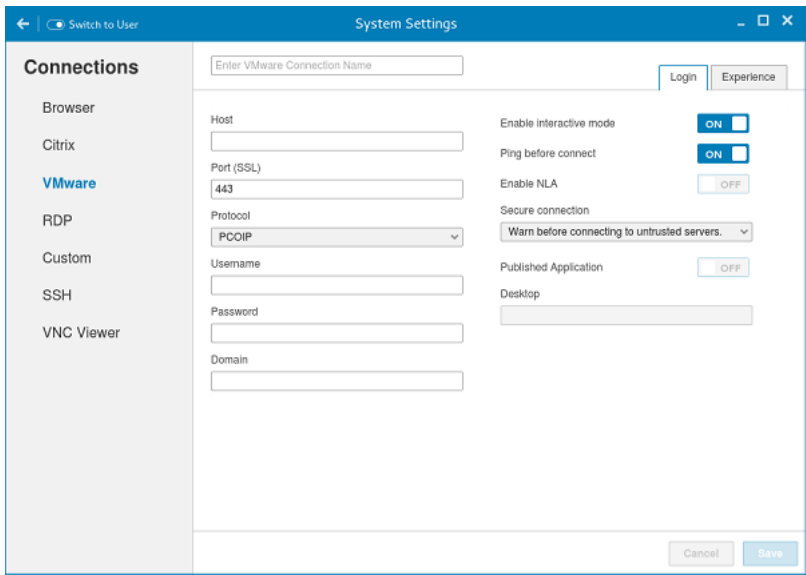 Switch to User
System Settings
Connections
Browser
Citrix
VMware
RDP
Custom
SSH
VNC Viewer
Enter VMware Connection Name
Login
Experience
Host
Port (SSL)
443
Protocol
PCOIP
Username
Password
Domain
Enable interactive mode
ON
Ping before connect
ON
Enable NLA
OFF
Secure connection
Warn before connecting to untrusted servers.
Published Application
OFF
Desktop
Cancel
Save